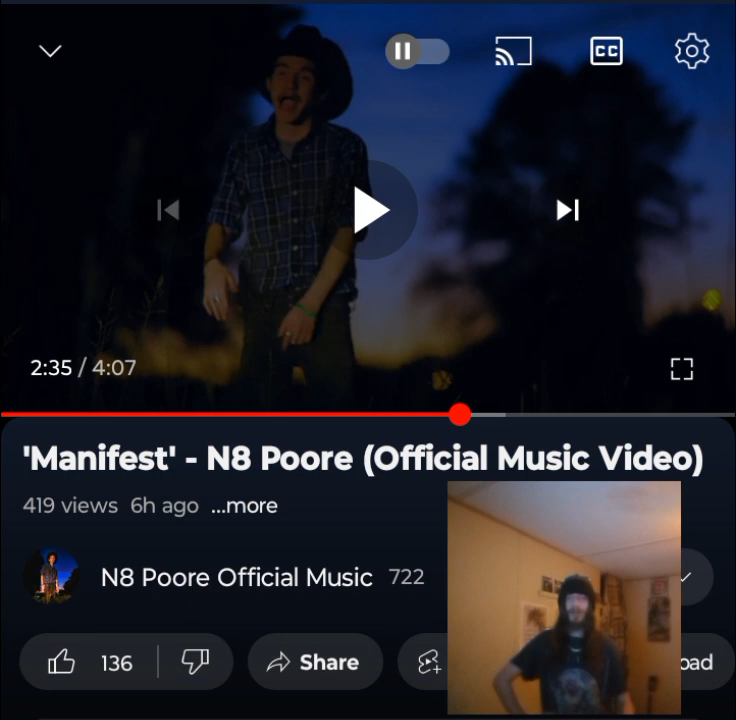 CC
2:35 / 4:07
'Manifest' - N8 Poore (Official Music Video)
419 views 6h ago ...more
N8 Poore Official Music 722
136 Share oad